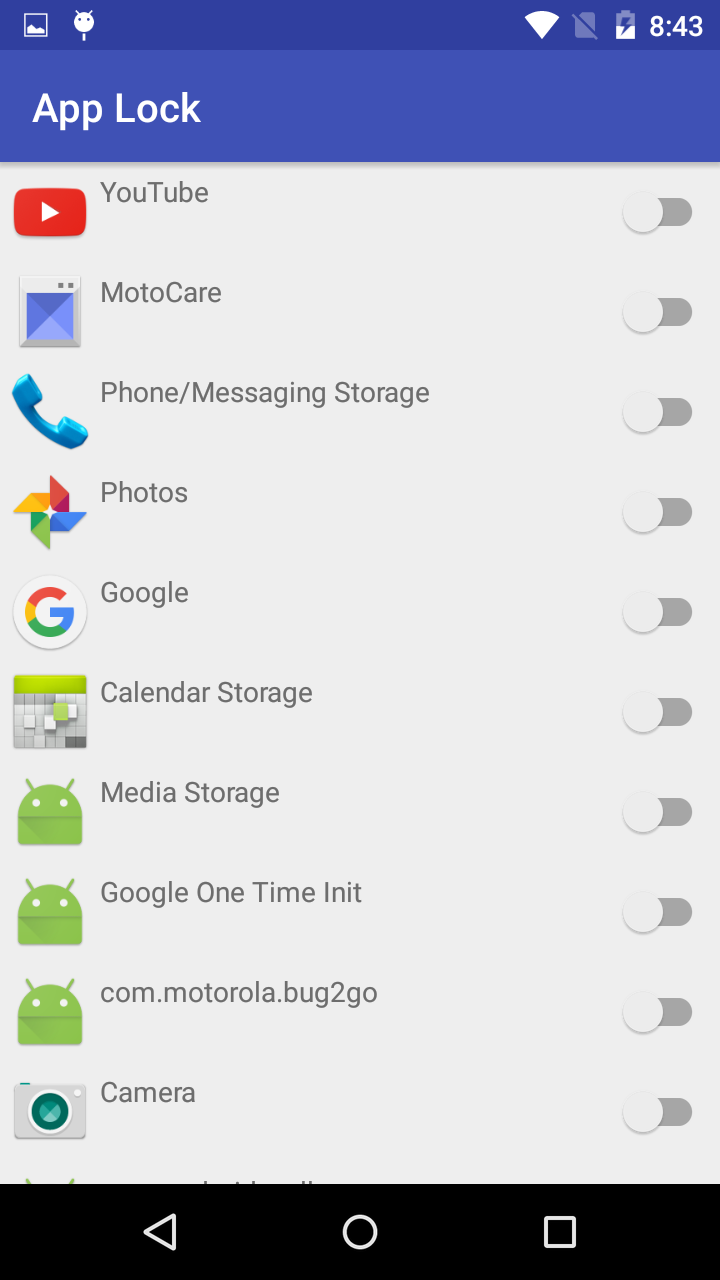 8:43
App Lock
YouTube
MotoCare
Phone/Messaging Storage
Photos
Google
Calendar Storage
Media Storage
Google One Time Init
com.motorola.bug2go
Camera